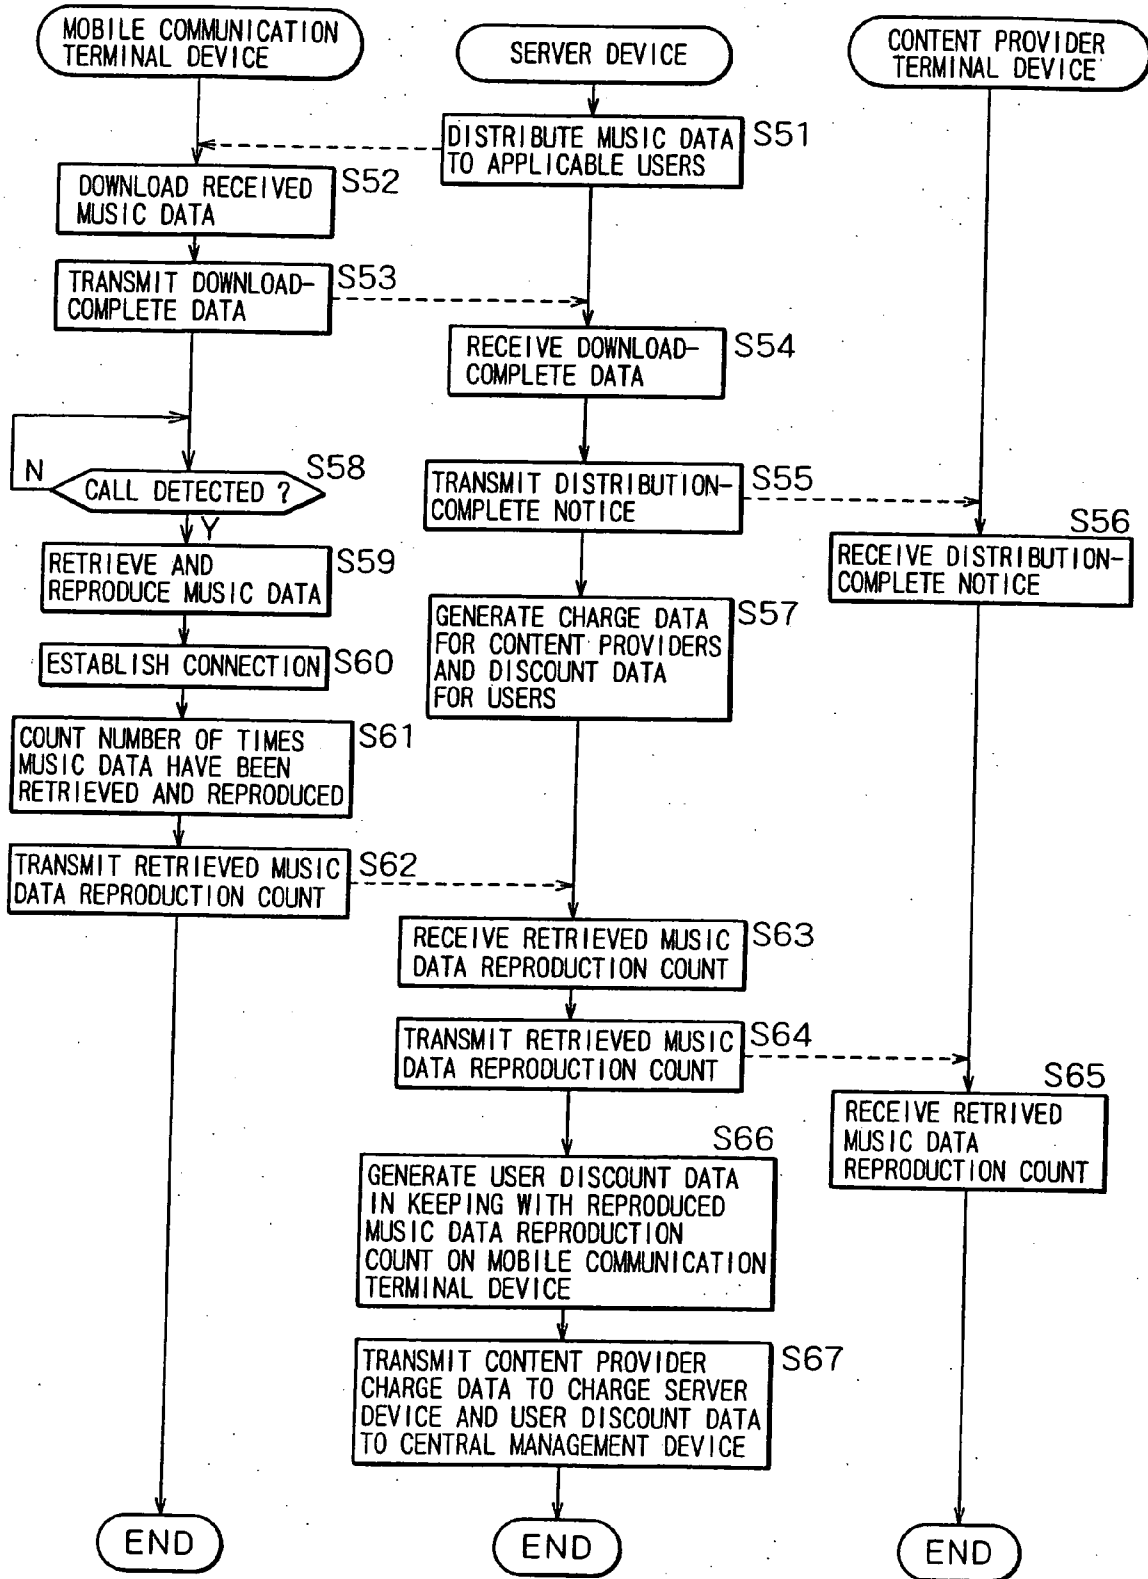 MOBILE COMMUNICATION
TERMINAL DEVICE
SERVER DEVICE
CONTENT PROVIDER
TERMINAL DEVICE
DISTRIBUTE MUSIC DATA
TO APPLICABLE USERS
S51
DOWNLOAD RECEIVED
MUSIC DATA
S52
TRANSMIT DOWNLOAD-
COMPLETE DATA
S53
RECEIVE DOWNLOAD-
COMPLETE DATA
S54
N
CALL DETECTED ?
S58
Y
TRANSMIT DISTRIBUTION-
COMPLETE NOTICE
S55
S56
RECEIVE DISTRIBUTION-
COMPLETE NOTICE
RETRIEVE AND
REPRODUCE MUSIC DATA
S59
GENERATE CHARGE DATA
FOR CONTENT PROVIDERS
AND DISCOUNT DATA
FOR USERS
S57
ESTABLISH CONNECTION
S60
COUNT NUMBER OF TIMES
MUSIC DATA HAVE BEEN
RETRIEVED AND REPRODUCED
S61
TRANSMIT RETRIEVED MUSIC
DATA REPRODUCTION COUNT
S62
RECEIVE RETRIEVED MUSIC
DATA REPRODUCTION COUNT
S63
TRANSMIT RETRIEVED MUSIC
DATA REPRODUCTION COUNT
S64
S65
RECEIVE RETRIVED
MUSIC DATA
REPRODUCTION COUNT
S66
GENERATE USER DISCOUNT DATA
IN KEEPING WITH REPRODUCED
MUSIC DATA REPRODUCTION
COUNT ON MOBILE COMMUNICATION
TERMINAL DEVICE
TRANSMIT CONTENT PROVIDER
CHARGE DATA TO CHARGE SERVER
DEVICE AND USER DISCOUNT DATA
TO CENTRAL MANAGEMENT DEVICE
S67
END
END
END